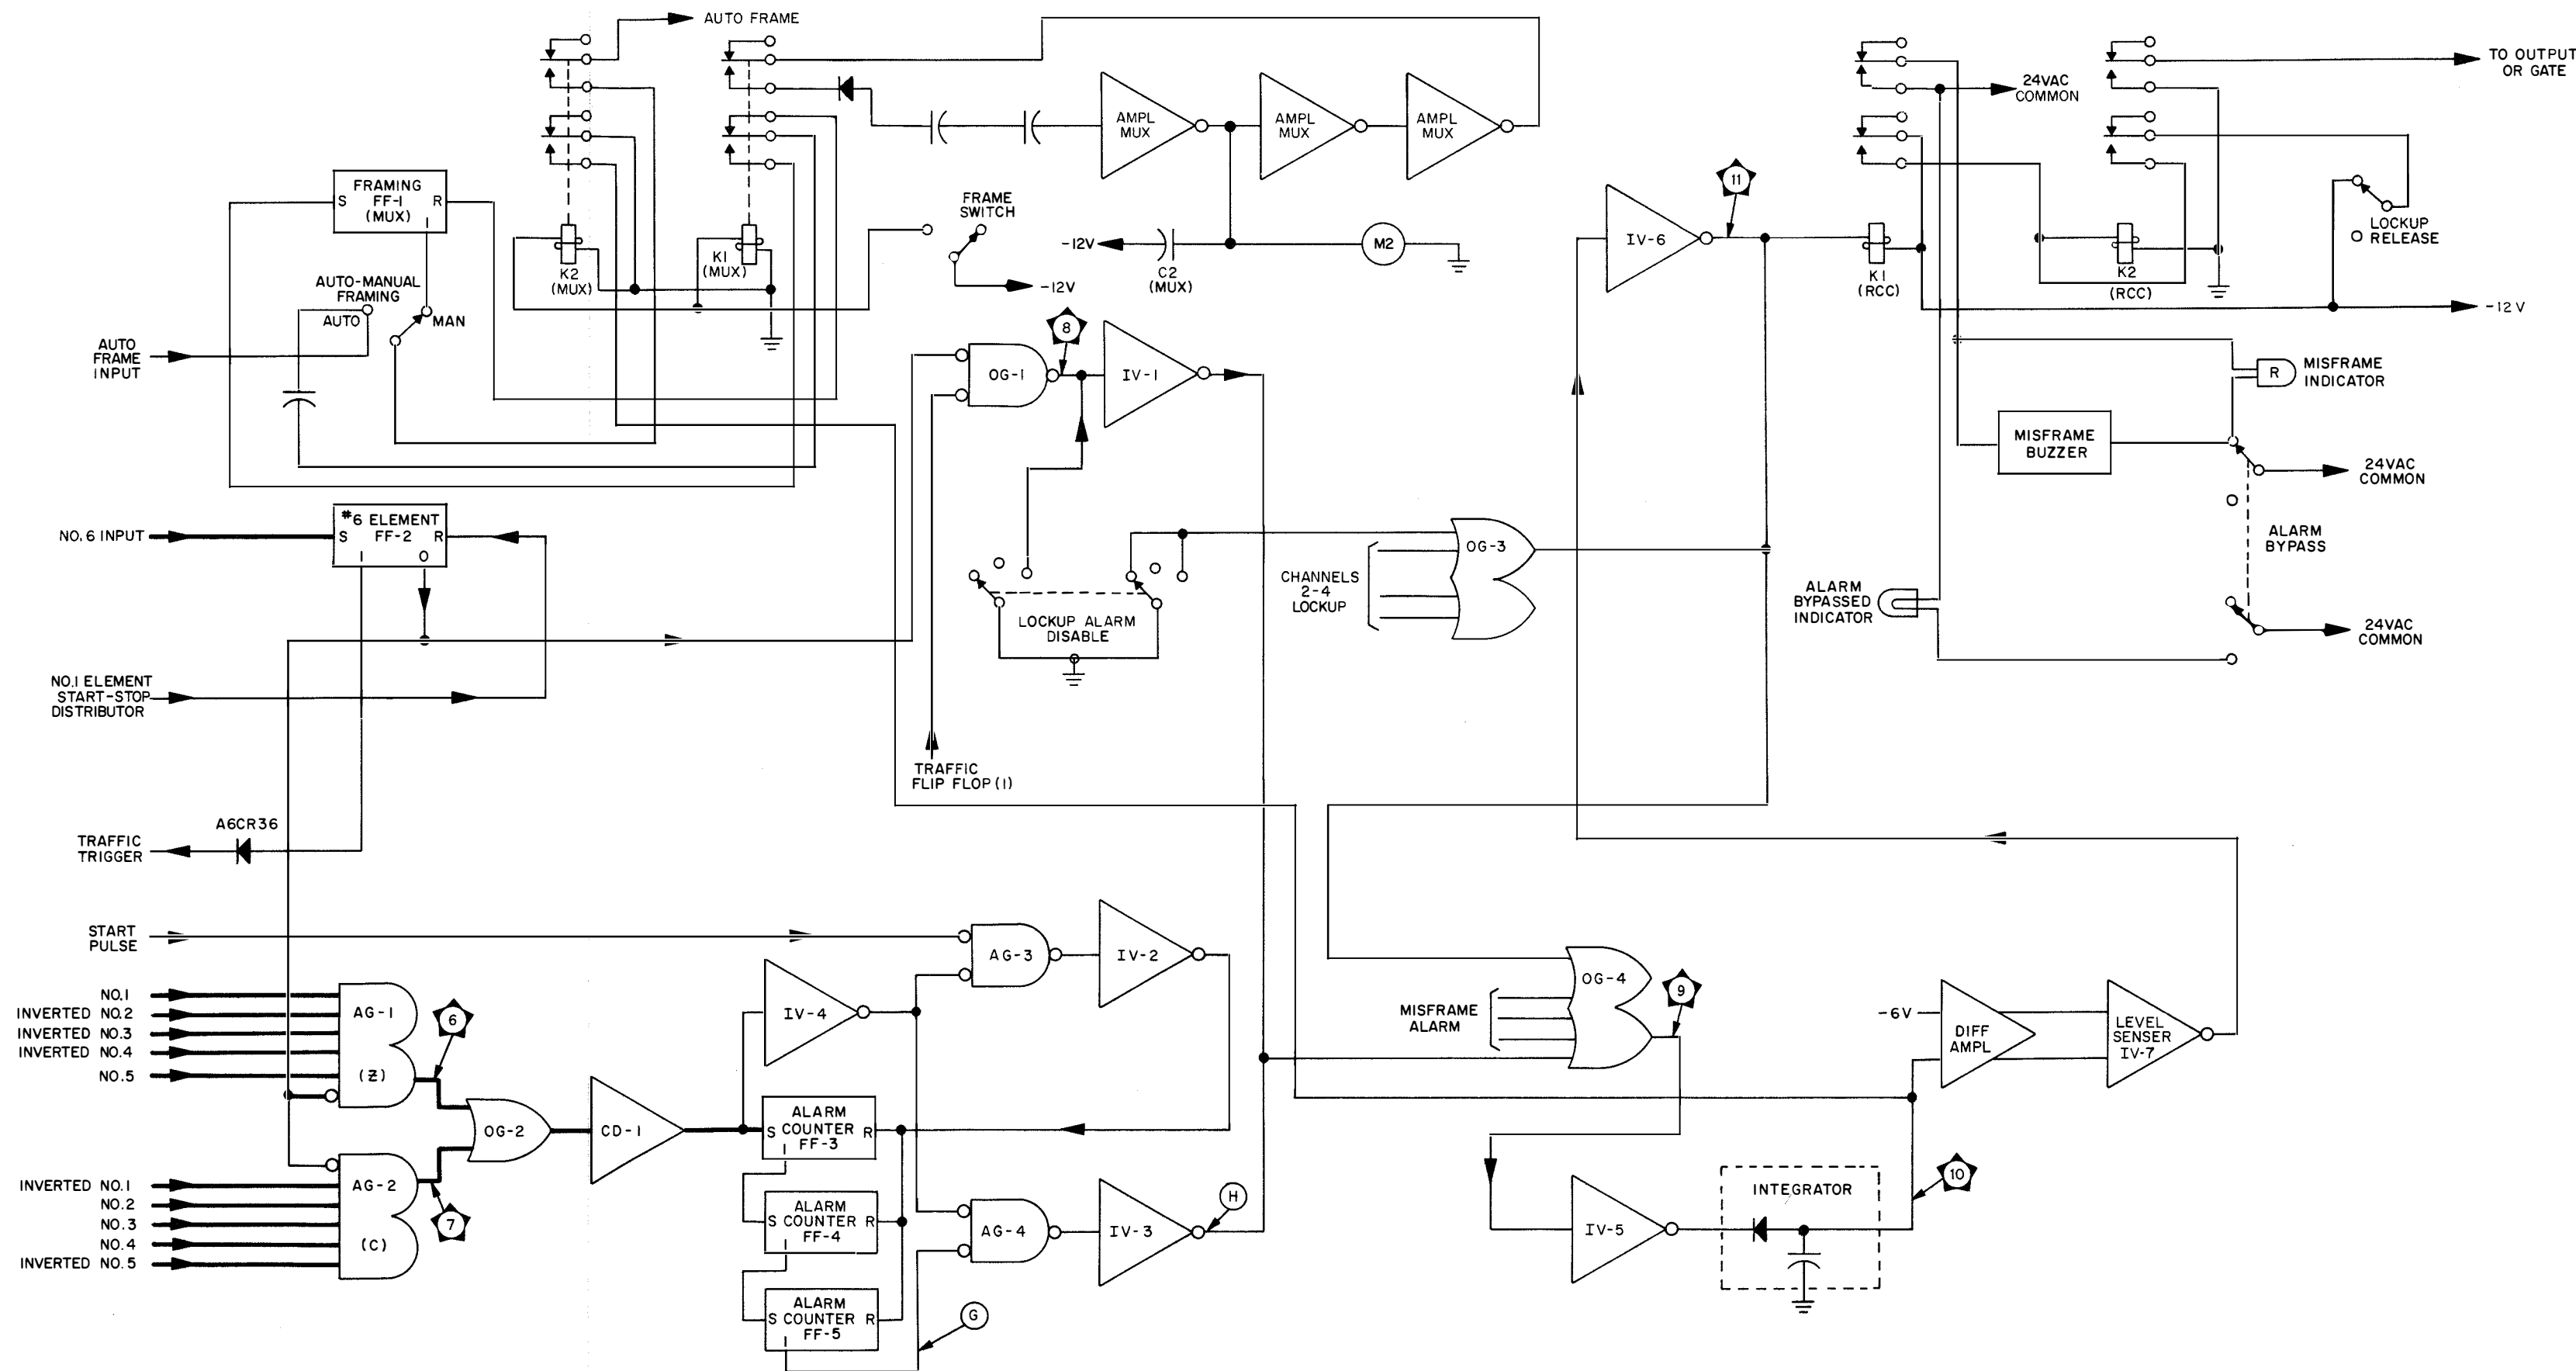 AUTO FRAME
24VAC
COMMON
TO OUTPUT
OR GATE
AMPL
MUX
AMPL
MUX
AMPL
MUX
FRAMING
S FF-1 R
(MUX)
1
K2
(MUX)
K1
(MUX)
FRAME
SWITCH
-12V
-12V
C2
(MUX)
M2
IV-6
11
K1
(RCC)
K2
(RCC)
LOCKUP
RELEASE
-12V
AUTO-MANUAL
FRAMING
AUTO
MAN
AUTO
FRAME
INPUT
8
OG-1
IV-1
R
MISFRAME
INDICATOR
MISFRAME
BUZZER
24VAC
COMMON
NO. 6 INPUT
#6 ELEMENT
S FF-2 R
1 0
OG-3
CHANNELS
2-4
LOCKUP
LOCKUP ALARM
DISABLE
ALARM
BYPASS
ALARM
BYPASSED
INDICATOR
24VAC
COMMON
NO.1 ELEMENT
START-STOP
DISTRIBUTOR
TRAFFIC
FLIP FLOP (1)
A6CR36
TRAFFIC
TRIGGER
START
PULSE
AG-3
IV-2
IV-4
NO.1
INVERTED NO.2
INVERTED NO.3
INVERTED NO.4
NO.5
AG-1
(Z)
6
OG-2
CD-1
ALARM
S COUNTER R
FF-3
1
ALARM
S COUNTER R
FF-4
1
ALARM
S COUNTER R
FF-5
1
INVERTED NO.1
NO.2
NO.3
NO.4
INVERTED NO.5
AG-2
(C)
7
AG-4
IV-3
H
G
OG-4
MISFRAME
ALARM
9
-6V
DIFF
AMPL
LEVEL
SENSER
IV-7
IV-5
INTEGRATOR
10